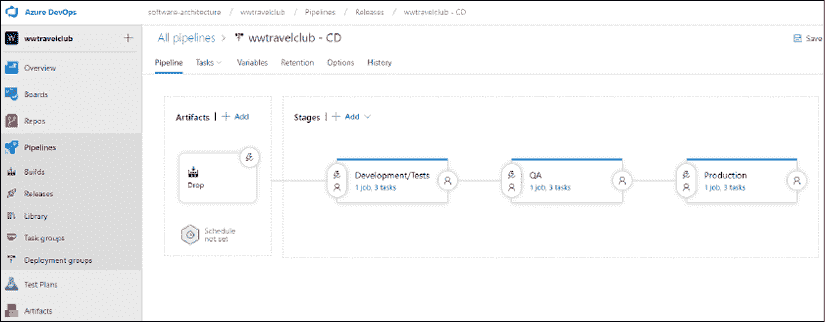 Azure DevOps
software-architecture / wwtravelclub / Pipelines / Releases / wwtravelclub - CD
W wwtravelclub +
All pipelines > wwtravelclub - CD
Save
Pipeline Tasks Variables Retention Options History
Overview
Boards
Repos
Pipelines
Builds
Releases
Library
Task groups
Deployment groups
Test Plans
Artifacts
Artifacts | + Add
Stages | + Add
Drop
Schedule
not set
Development/Tests
1 job, 3 tasks
QA
1 job, 3 tasks
Production
1 job, 3 tasks